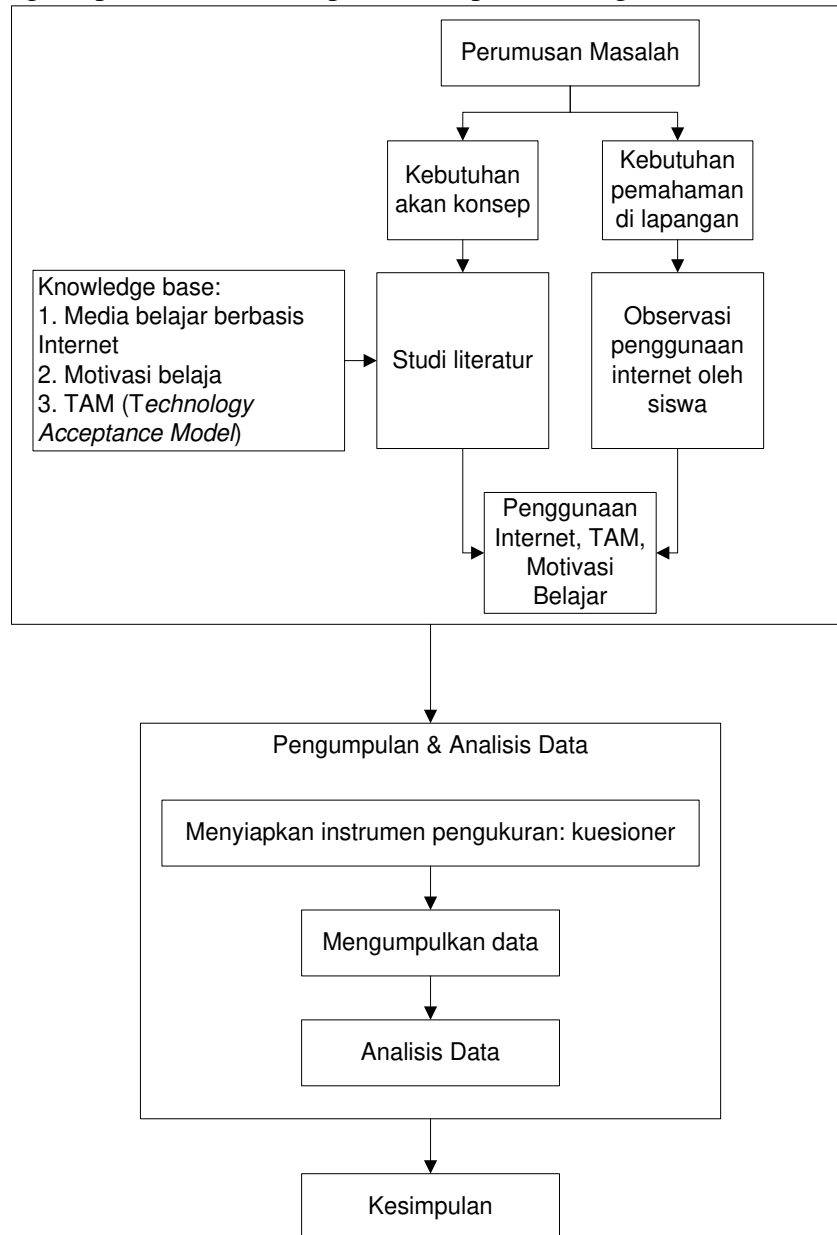 Perumusan Masalah
Kebutuhan
akan konsep
Kebutuhan
pemahaman
di lapangan
Knowledge base:
1. Media belajar berbasis
Internet
2. Motivasi belaja
3. TAM (Technology
Acceptance Model)
Studi literatur
Observasi
penggunaan
internet oleh
siswa
Penggunaan
Internet, TAM,
Motivasi
Belajar
Pengumpulan & Analisis Data
Menyiapkan instrumen pengukuran: kuesioner
Mengumpulkan data
Analisis Data
Kesimpulan